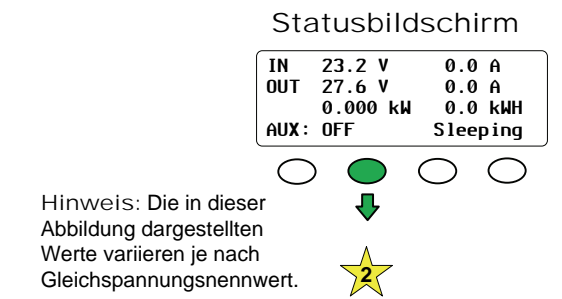 Statusbildschirm
IN 23.2 V 0.0 A
OUT 27.6 V 0.0 A
0.000 kW 0.0 kWH
AUX: OFF Sleeping
Hinweis: Die in dieser
Abbildung dargestellten
Werte variieren je nach
Gleichspannungsnennwert.
2